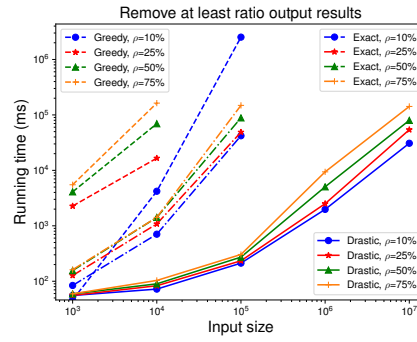 Remove at least ratio output results
Running time (ms)
10⁶
10⁵
10⁴
10³
10²
Greedy, ρ=10%
Greedy, ρ=25%
Greedy, ρ=50%
Greedy, ρ=75%
Exact, ρ=10%
Exact, ρ=25%
Exact, ρ=50%
Exact, ρ=75%
Drastic, ρ=10%
Drastic, ρ=25%
Drastic, ρ=50%
Drastic, ρ=75%
10³
10⁴
10⁵
10⁶
10⁷
Input size